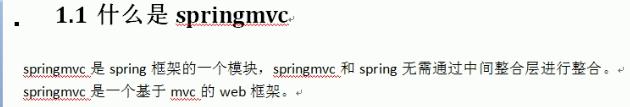 1.1 什么是 springmvc
springmvc 是 spring 框架的一个模块，springmvc 和 spring 无需通过中间整合层进行整合。
springmvc 是一个基于 mvc 的 web 框架。